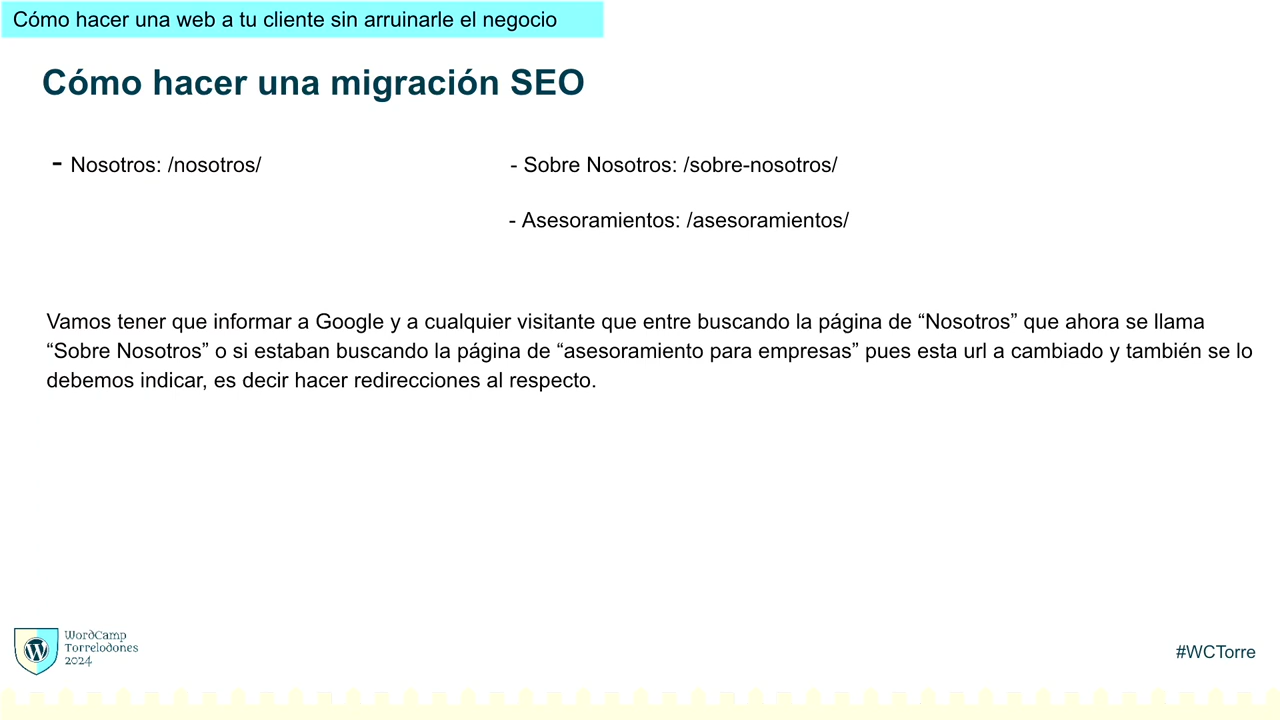 Cómo hacer una web a tu cliente sin arruinarle el negocio
Cómo hacer una migración SEO
- Nosotros: /nosotros/
- Sobre Nosotros: /sobre-nosotros/
- Asesoramientos: /asesoramientos/
Vamos tener que informar a Google y a cualquier visitante que entre buscando la página de “Nosotros” que ahora se llama
“Sobre Nosotros” o si estaban buscando la página de “asesoramiento para empresas” pues esta url a cambiado y también se lo
debemos indicar, es decir hacer redirecciones al respecto.
WordCamp
Torrelodones
2024
#WCTorre